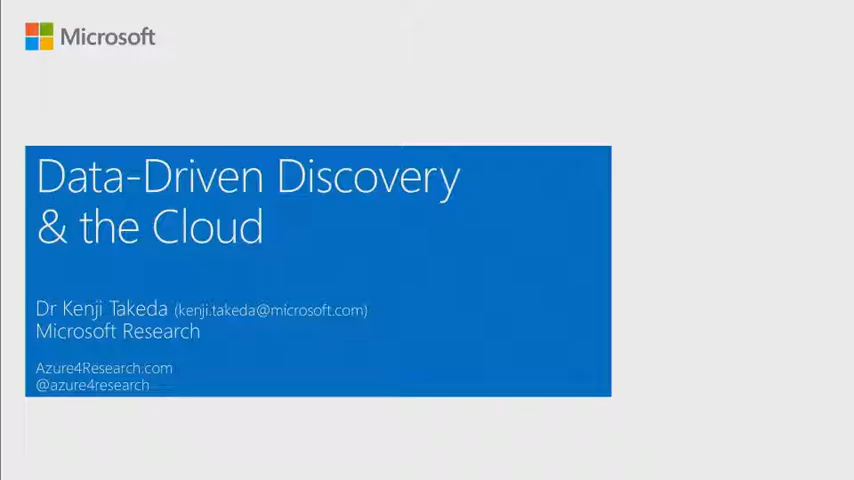 Microsoft
Data-Driven Discovery
& the Cloud
Dr Kenji Takeda (kenji.takeda@microsoft.com)
Microsoft Research
Azure4Research.com
@azure4research